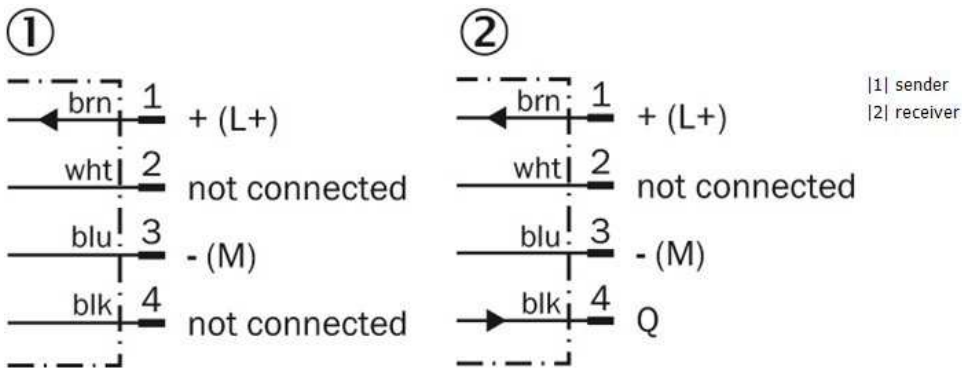 ①
brn 1 + (L+)
wht 2 not connected
blu 3 - (M)
blk 4 not connected
②
brn 1 + (L+)
wht 2 not connected
blu 3 - (M)
blk 4 Q
|1| sender
|2| receiver